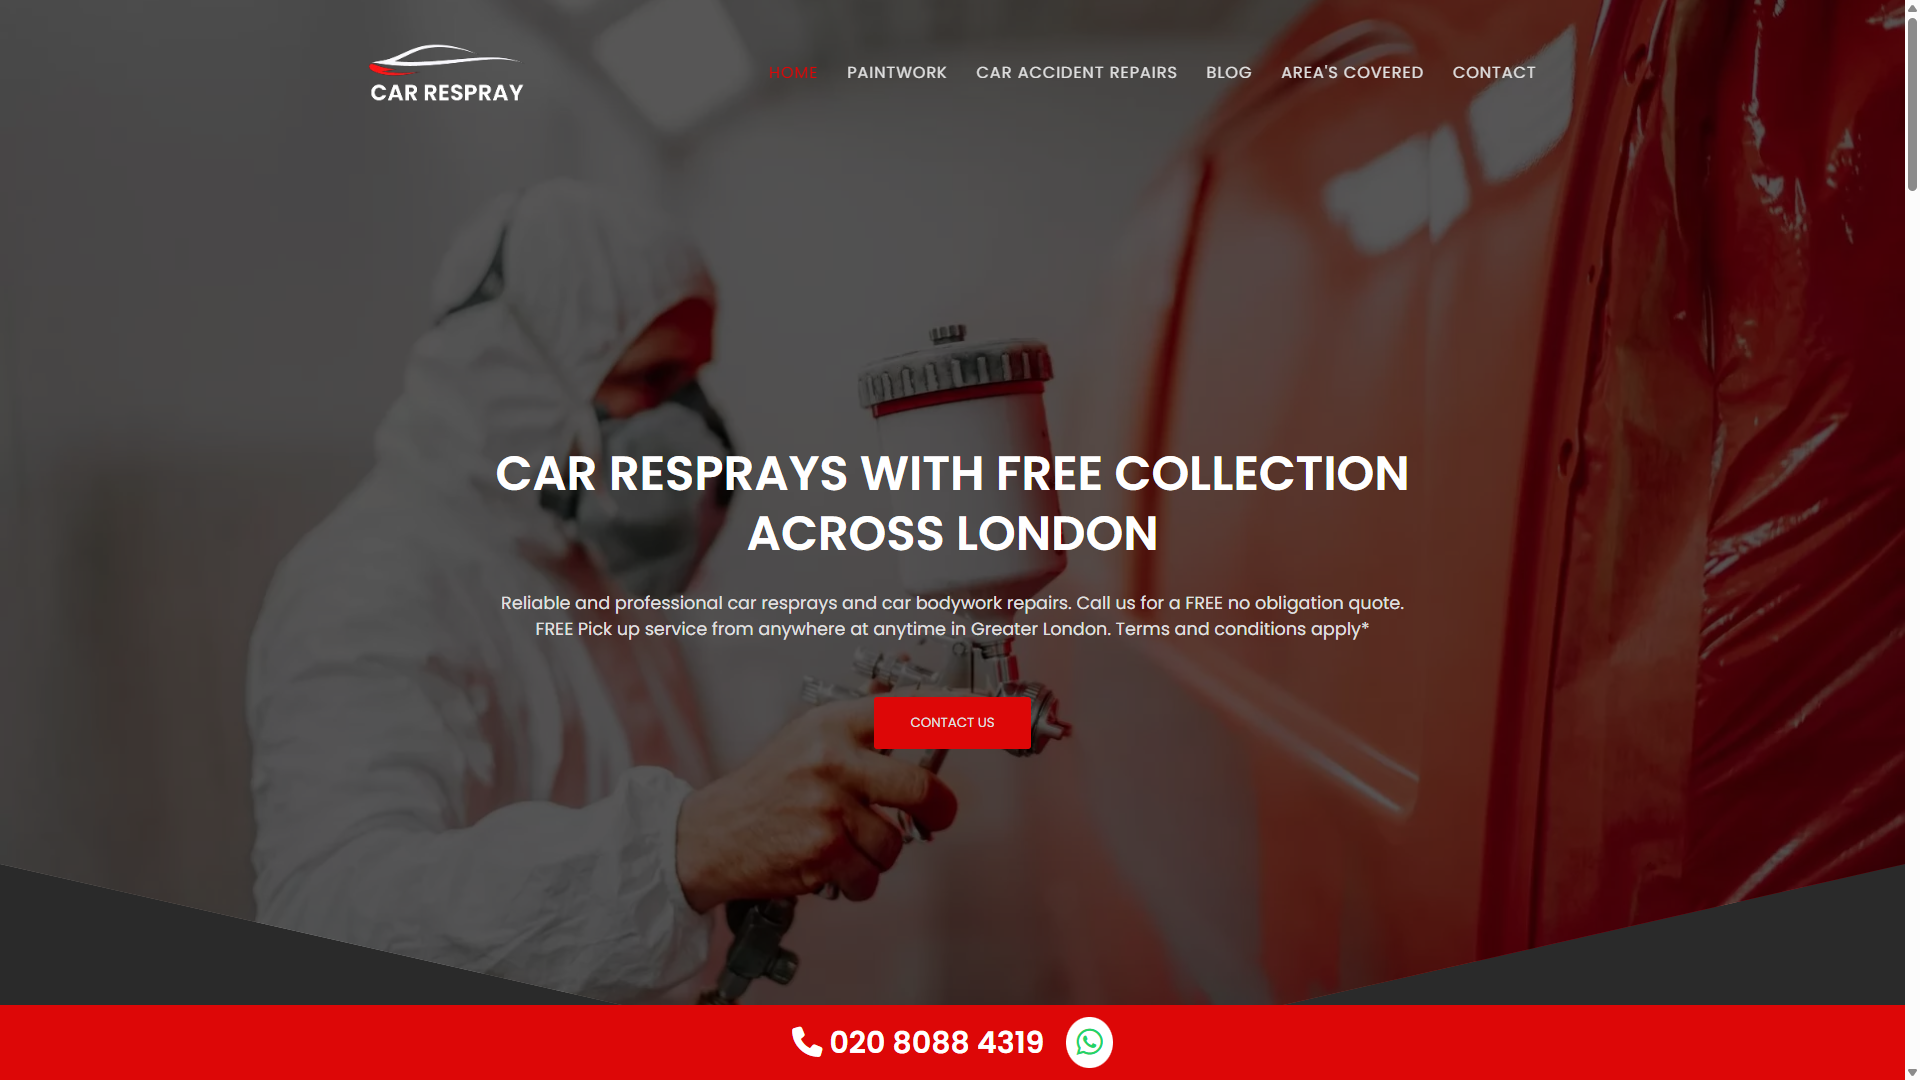 CAR RESPRAY
HOME PAINTWORK CAR ACCIDENT REPAIRS BLOG AREA'S COVERED CONTACT
CAR RESPRAYS WITH FREE COLLECTION
ACROSS LONDON
Reliable and professional car resprays and car bodywork repairs. Call us for a FREE no obligation quote.
FREE Pick up service from anywhere at anytime in Greater London. Terms and conditions apply*
CONTACT US
020 8088 4319